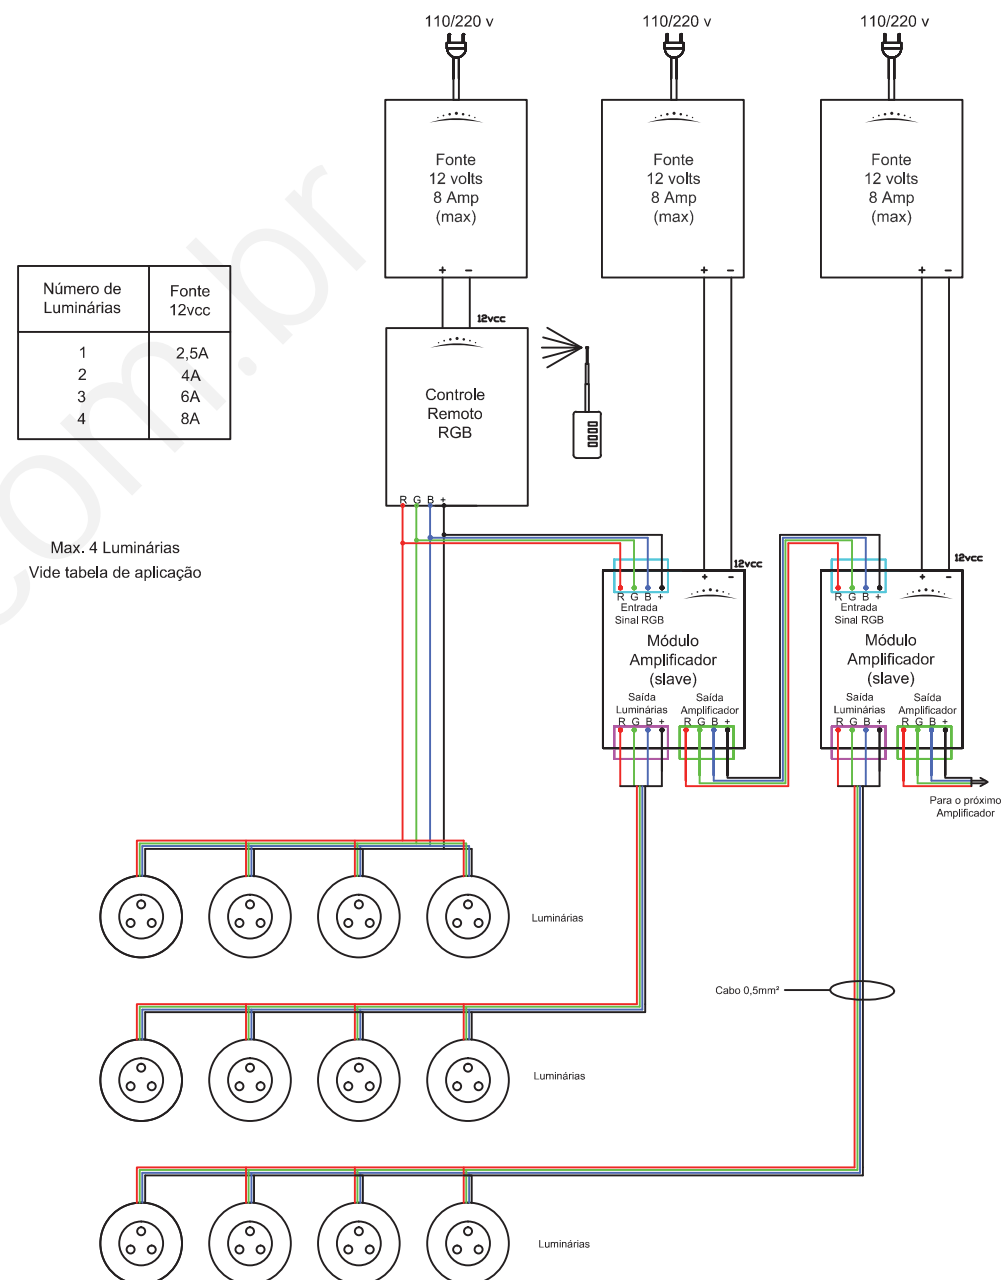 110/220 v
110/220 v
110/220 v
Fonte
12 volts
8 Amp
(max)
+ –
Fonte
12 volts
8 Amp
(max)
+ –
Fonte
12 volts
8 Amp
(max)
+ –
Número de Luminárias
Fonte 12vcc
1 2,5A
2 4A
3 6A
4 8A
Max. 4 Luminárias
Vide tabela de aplicação
12vcc
Controle
Remoto
RGB
R G B +
12vcc
+ –
R G B +
Entrada
Sinal RGB
Módulo
Amplificador
(slave)
Saída
Luminárias
R G B +
Saída
Amplificador
R G B +
12vcc
+ –
R G B +
Entrada
Sinal RGB
Módulo
Amplificador
(slave)
Saída
Luminárias
R G B +
Saída
Amplificador
R G B +
Para o próximo
Amplificador
Luminárias
Cabo 0,5mm²
Luminárias
Luminárias
com.br